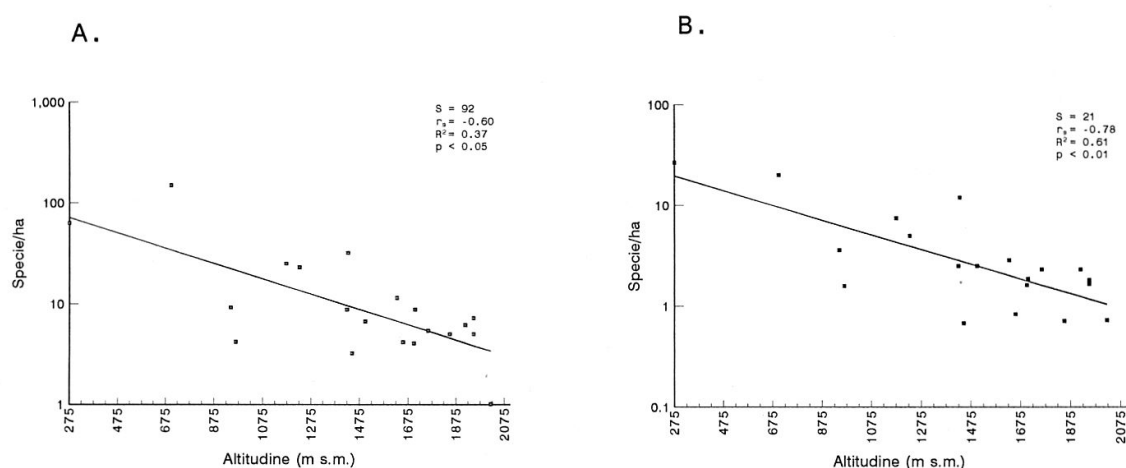 A.
S = 92
rs = -0.60
R² = 0.37
p < 0.05
1,000
100
10
1
Specie/ha
275
475
675
875
1075
1275
1475
1675
1875
2075
Altitudine (m s.m.)
B.
S = 21
rs = -0.78
R² = 0.61
p < 0.01
100
10
1
0.1
Specie/ha
275
475
675
875
1075
1275
1475
1675
1875
2075
Altitudine (m s.m.)